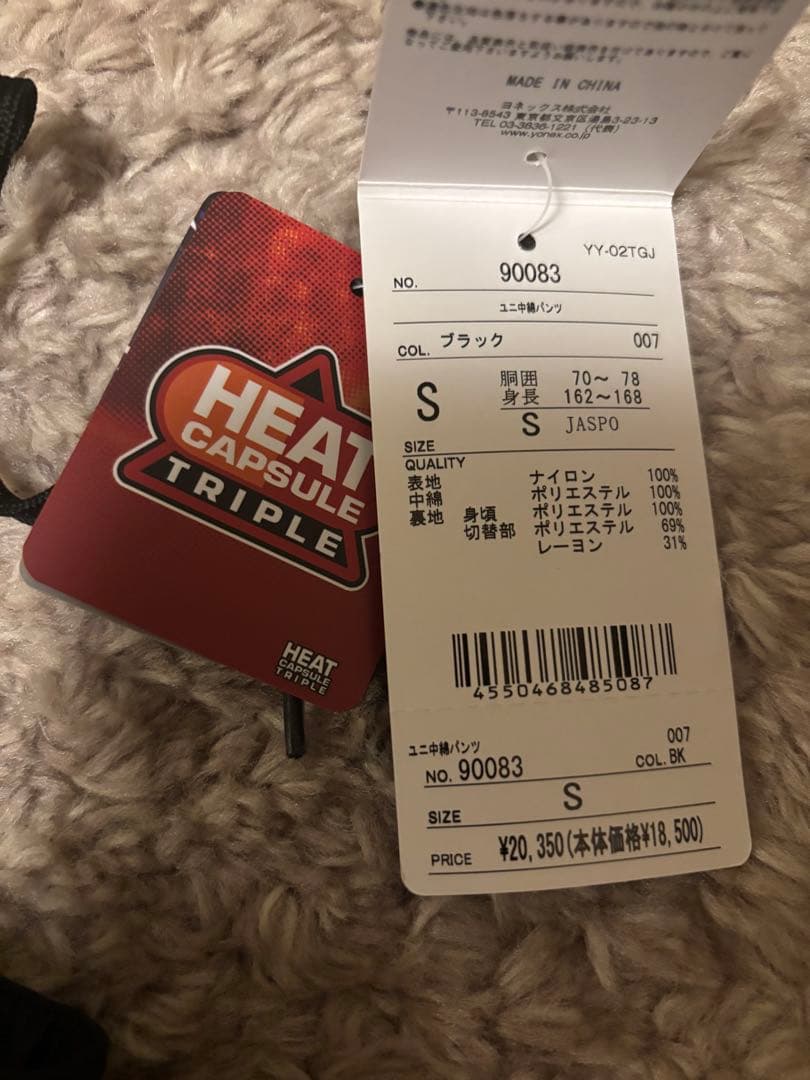 MADE IN CHINA
ヨネックス株式会社
〒113-8543 東京都文京区湯島3-23-13
TEL 03-3836-1221 (代表)
www.yonex.co.jp
YY-02TGJ
NO. 90083
ユニ中綿パンツ
COL. ブラック 007
S 胴囲 70～ 78
身長 162～168
S JASPO
SIZE
QUALITY
表地 ナイロン 100%
中綿 ポリエステル 100%
裏地 身頃 ポリエステル 100%
切替部 ポリエステル 69%
レーヨン 31%
4550468485087
ユニ中綿パンツ 007
NO. 90083 COL. BK
SIZE S
PRICE ¥20,350(本体価格¥18,500)
HEAT
CAPSULE
TRIPLE
HEAT
CAPSULE
TRIPLE